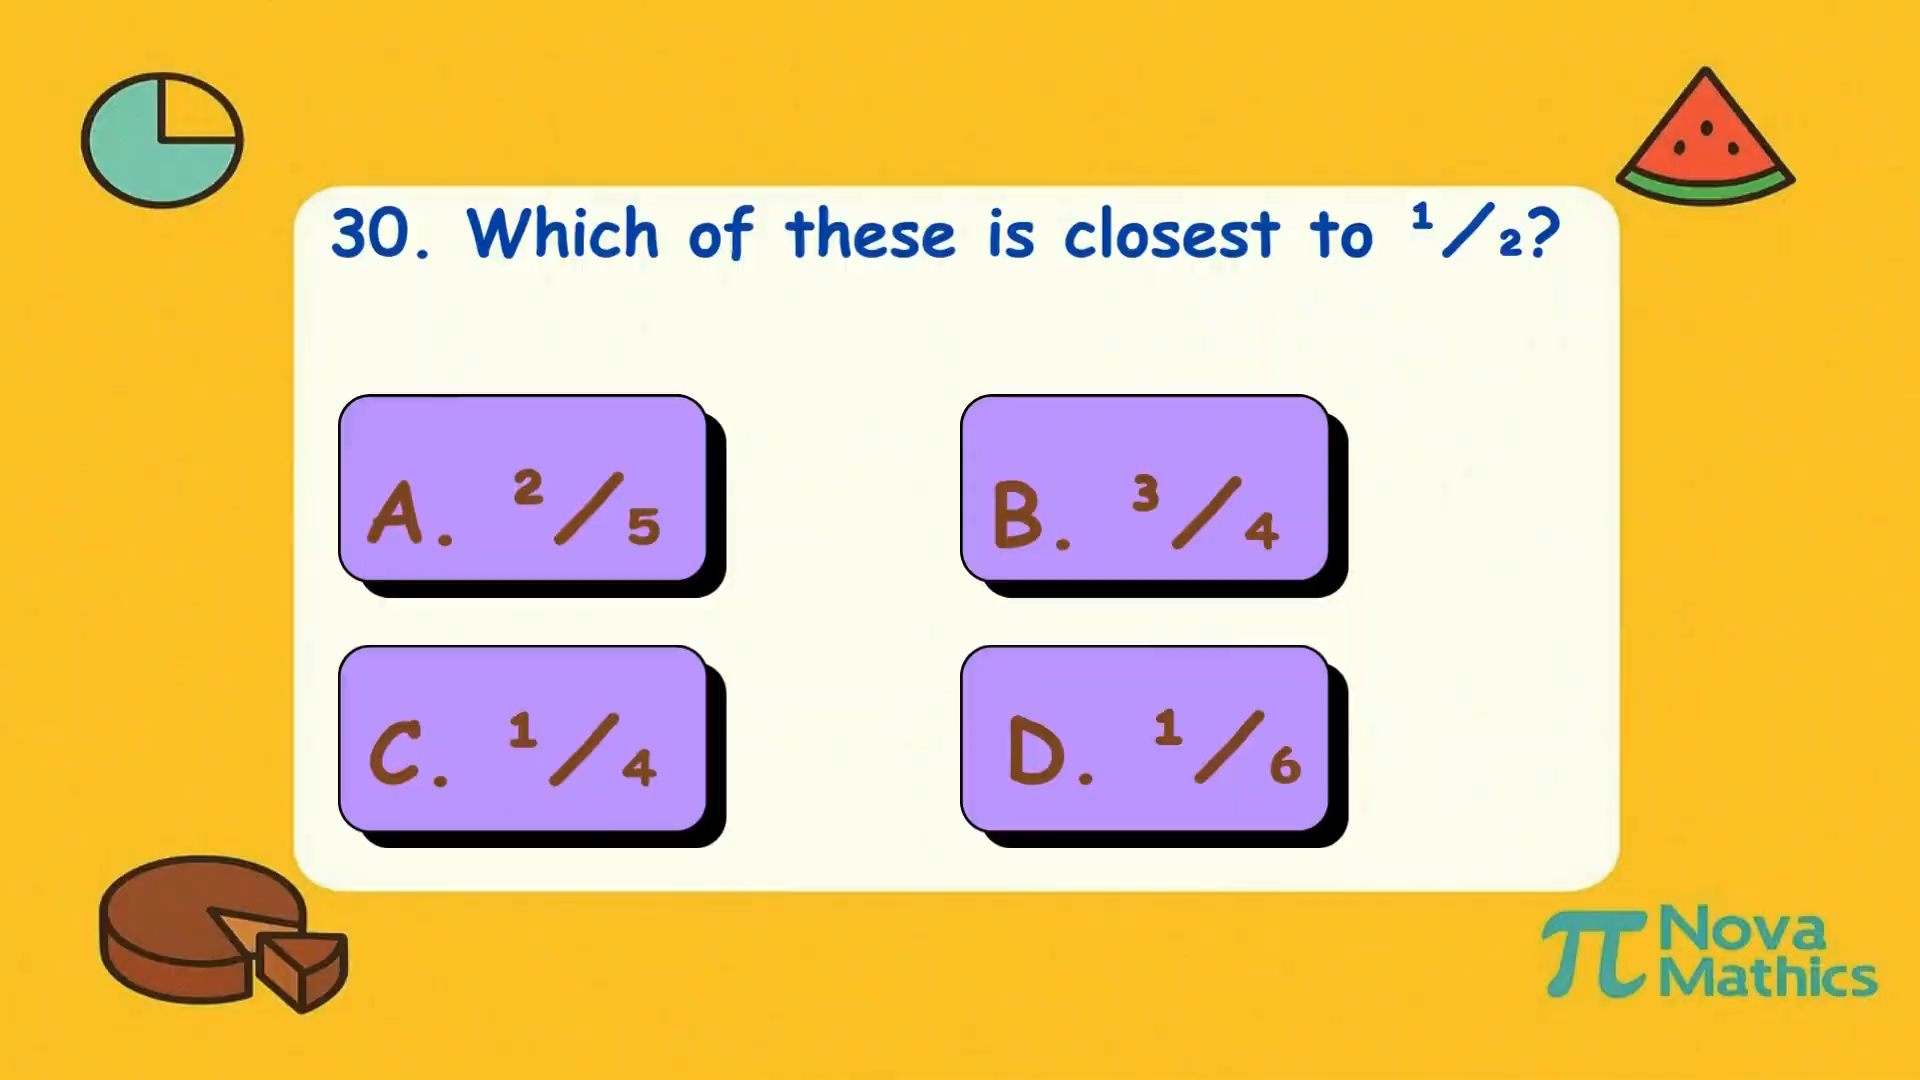 30. Which of these is closest to ¹/₂?
A. ²/₅
B. ³/₄
C. ¹/₄
D. ¹/₆
π Nova
Mathics